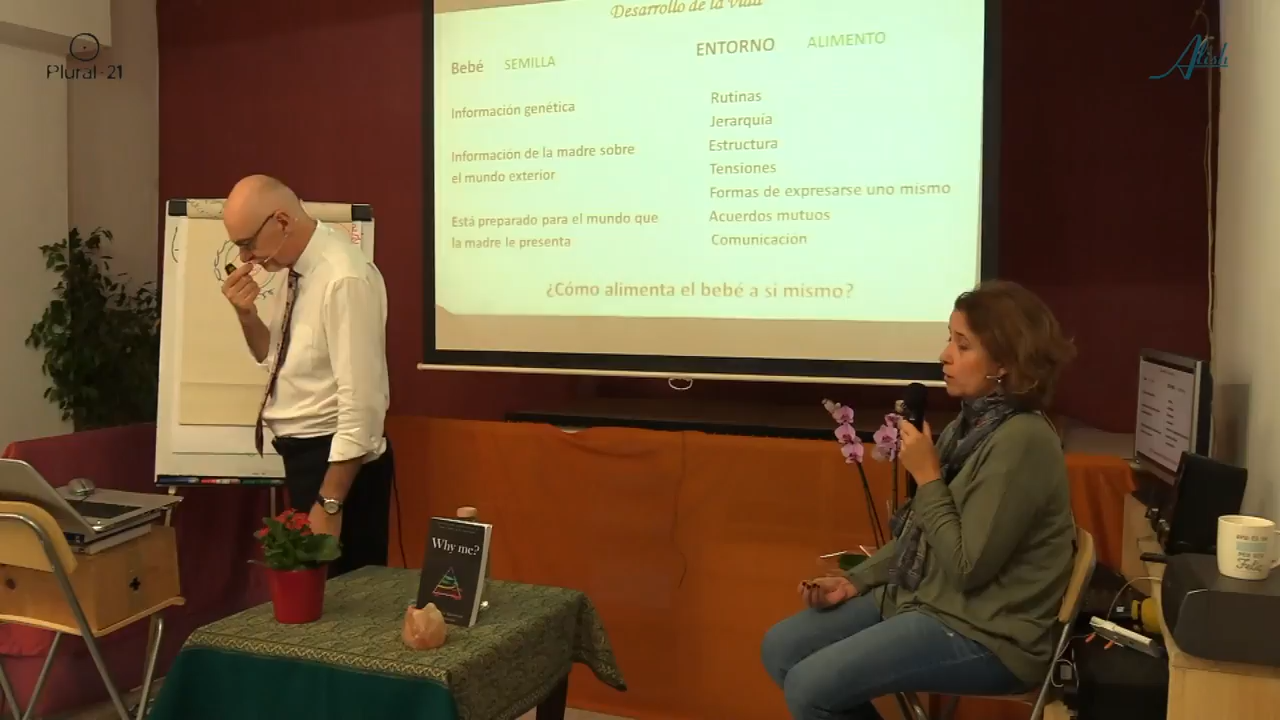 Plural-21
Alish
Desarrollo de la vida
Bebé SEMILLA
Información genética
Información de la madre sobre
el mundo exterior
Está preparado para el mundo que
la madre le presenta
ENTORNO ALIMENTO
Rutinas
Jerarquía
Estructura
Tensiones
Formas de expresarse uno mismo
Acuerdos mutuos
Comunicación
¿Cómo alimenta el bebé a si mismo?
Why me?
Feliz